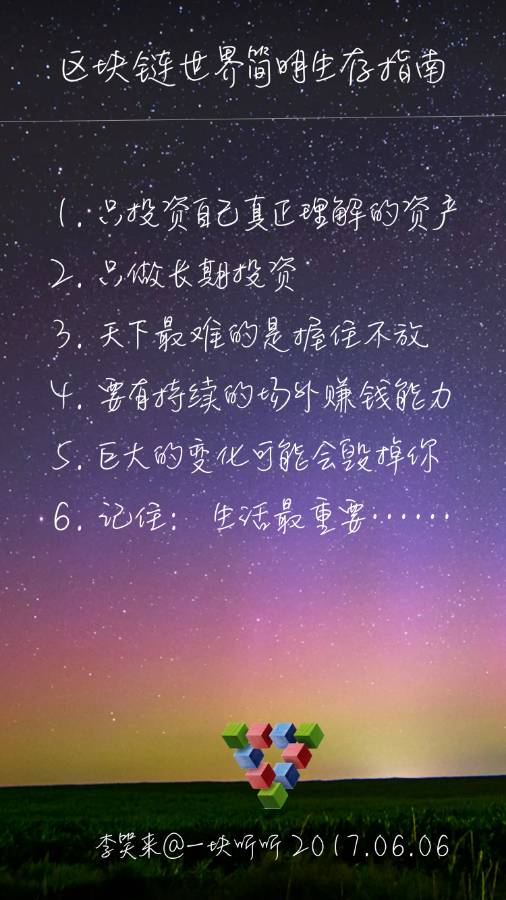 区块链世界简明生存指南
1. 只投资自己真正理解的资产
2. 只做长期投资
3. 天下最难的是握住不放
4. 要有持续的场外赚钱能力
5. 巨大的变化可能会毁掉你
6. 记住： 生活最重要……
李笑来@一块听听 2017.06.06